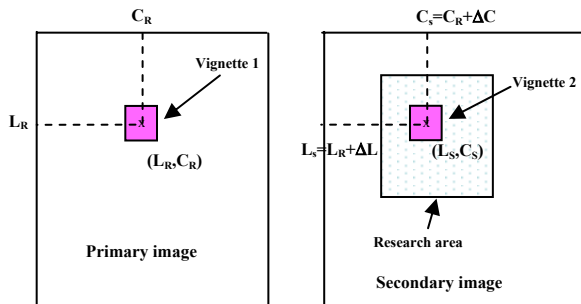 C_R
Vignette 1
L_R
x
(L_R,C_R)
Primary image
C_s=C_R+ΔC
Vignette 2
x
L_s=L_R+ΔL
(L_S,C_S)
Research area
Secondary image